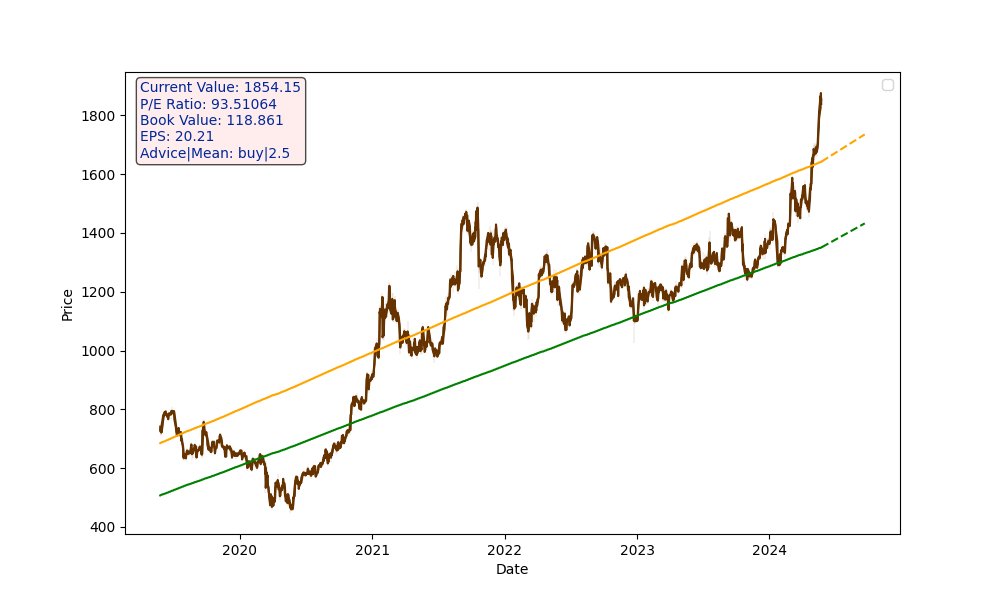 Current Value: 1854.15
P/E Ratio: 93.51064
Book Value: 118.861
EPS: 20.21
Advice|Mean: buy|2.5
1800
1600
1400
1200
1000
800
600
400
Price
2020 2021 2022 2023 2024
Date